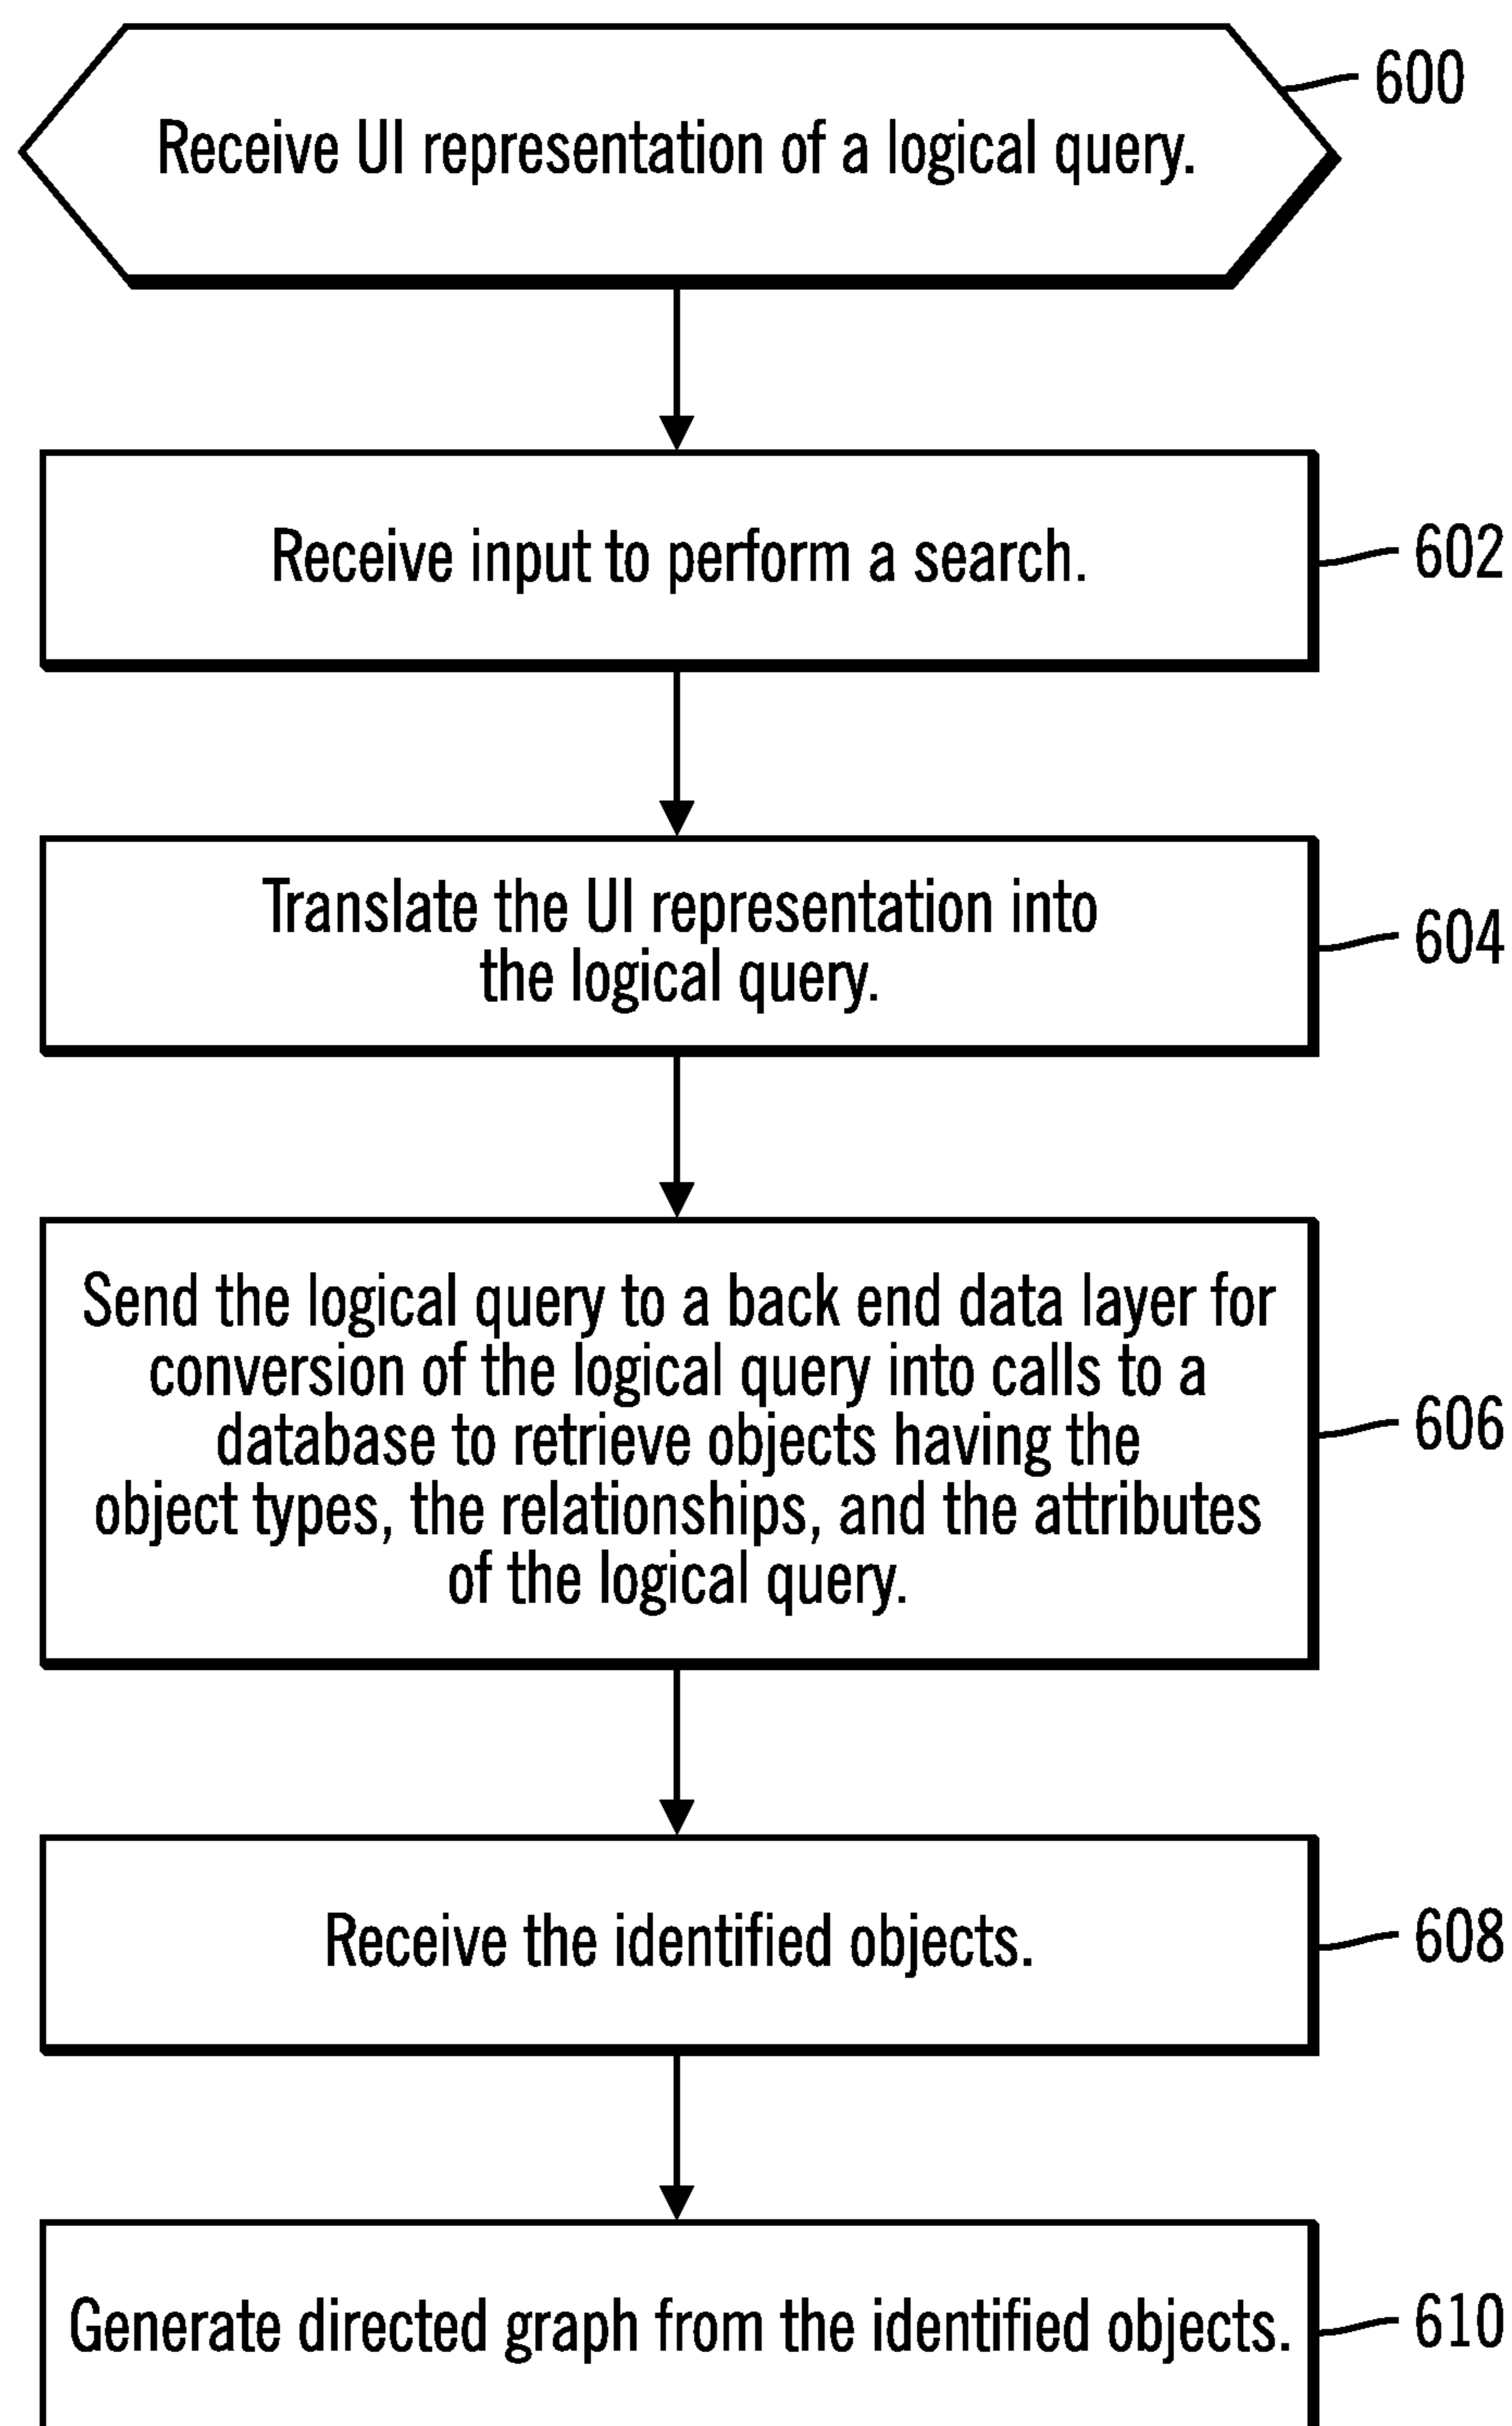 600
Receive UI representation of a logical query.
Receive input to perform a search.
602
Translate the UI representation into
the logical query.
604
Send the logical query to a back end data layer for
conversion of the logical query into calls to a
database to retrieve objects having the
object types, the relationships, and the attributes
of the logical query.
606
Receive the identified objects.
608
Generate directed graph from the identified objects.
610